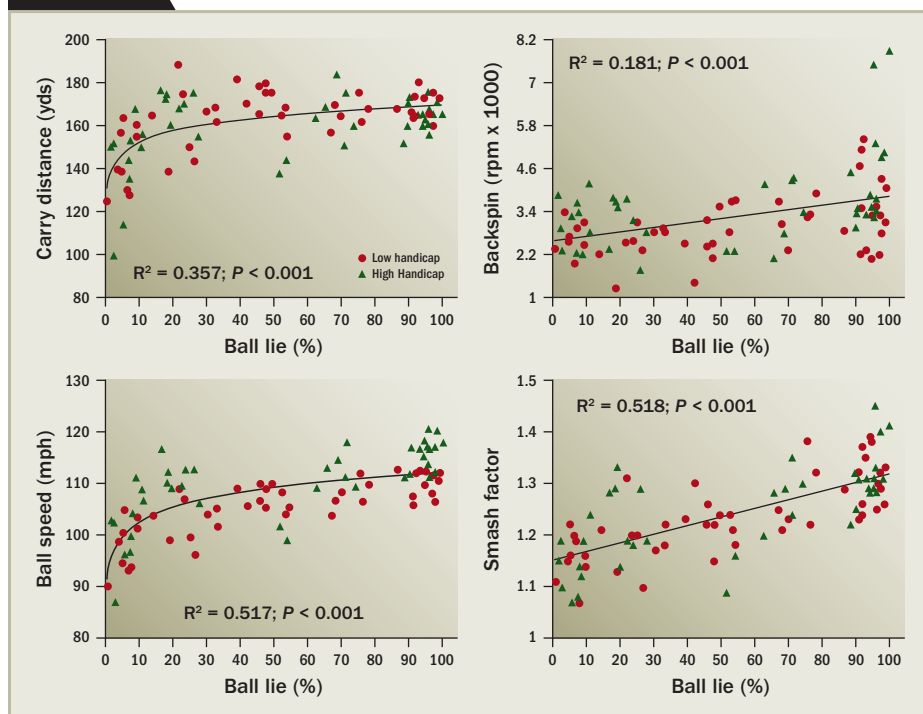 200
180
160
140
120
100
80
Carry distance (yds)
R² = 0.357; P < 0.001
Low handicap
High Handicap
0 10 20 30 40 50 60 70 80 90 100
Ball lie (%)
8.2
7
5.8
4.6
3.4
2.2
1
Backspin (rpm x 1000)
R² = 0.181; P < 0.001
0 10 20 30 40 50 60 70 80 90 100
Ball lie (%)
130
120
110
100
90
80
Ball speed (mph)
R² = 0.517; P < 0.001
0 10 20 30 40 50 60 70 80 90 100
Ball lie (%)
1.5
1.4
1.3
1.2
1.1
1
Smash factor
R² = 0.518; P < 0.001
0 10 20 30 40 50 60 70 80 90 100
Ball lie (%)